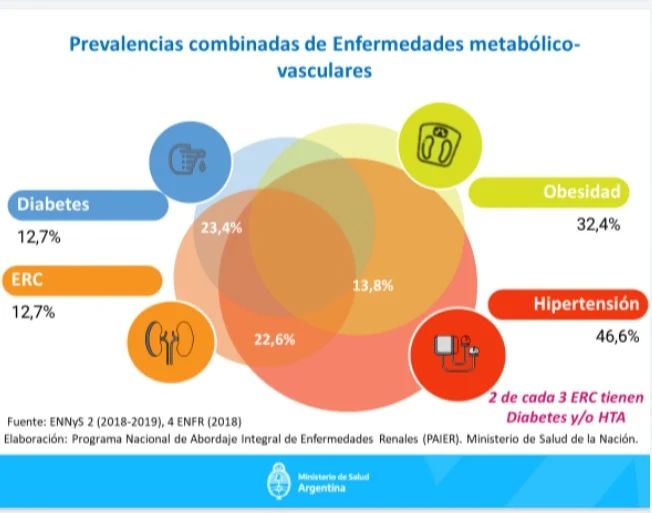 Prevalencias combinadas de Enfermedades metabólico-
vasculares
Diabetes
12,7%
Obesidad
32,4%
23,4%
ERC
12,7%
13,8%
Hipertensión
46,6%
22,6%
2 de cada 3 ERC tienen
Diabetes y/o HTA
Fuente: ENNyS 2 (2018-2019), 4 ENFR (2018)
Elaboración: Programa Nacional de Abordaje Integral de Enfermedades Renales (PAIER). Ministerio de Salud de la Nación.
Ministerio de Salud
Argentina